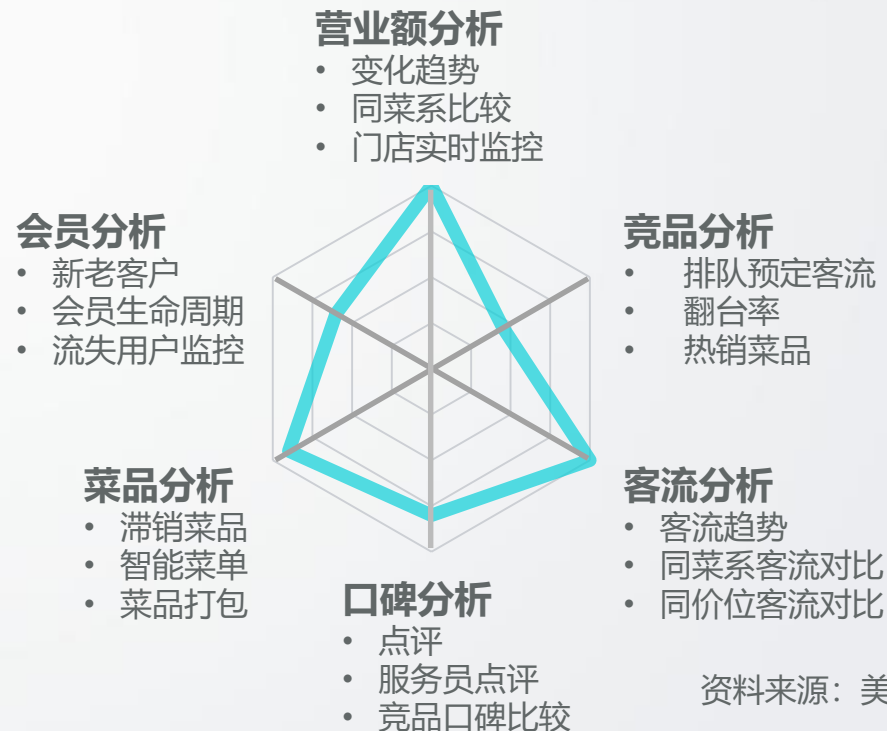 营业额分析
• 变化趋势
• 同菜系比较
• 门店实时监控
会员分析
• 新老客户
• 会员生命周期
• 流失用户监控
竞品分析
• 排队预定客流
• 翻台率
• 热销菜品
菜品分析
• 滞销菜品
• 智能菜单
• 菜品打包
客流分析
• 客流趋势
• 同菜系客流对比
• 同价位客流对比
口碑分析
• 点评
• 服务员点评
• 竞品口碑比较
资料来源：美